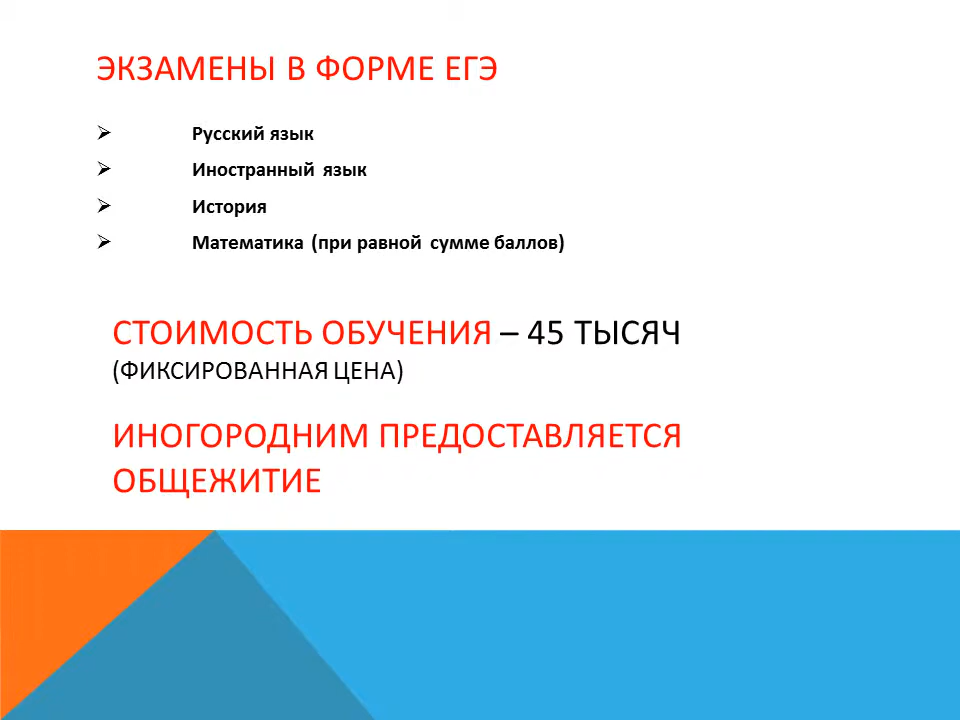 ЭКЗАМЕНЫ В ФОРМЕ ЕГЭ
Русский язык
Иностранный язык
История
Математика (при равной сумме баллов)
СТОИМОСТЬ ОБУЧЕНИЯ – 45 ТЫСЯЧ
(ФИКСИРОВАННАЯ ЦЕНА)
ИНОГОРОДНИМ ПРЕДОСТАВЛЯЕТСЯ
ОБЩЕЖИТИЕ